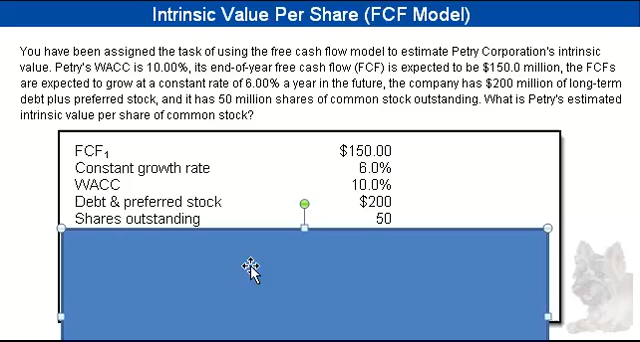 Intrinsic Value Per Share (FCF Model)
You have been assigned the task of using the free cash flow model to estimate Petry Corporation's intrinsic
value. Petry's WACC is 10.00%, its end-of-year free cash flow (FCF) is expected to be $150.0 million, the FCFs
are expected to grow at a constant rate of 6.00% a year in the future, the company has $200 million of long-term
debt plus preferred stock, and it has 50 million shares of common stock outstanding. What is Petry's estimated
intrinsic value per share of common stock?
FCF₁ $150.00
Constant growth rate 6.0%
WACC 10.0%
Debt & preferred stock $200
Shares outstanding 50